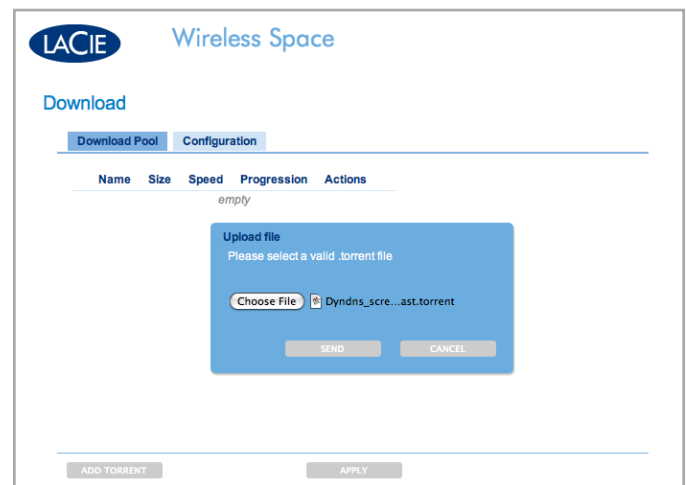 LACIE
Wireless Space
Download
Download Pool Configuration
Name Size Speed Progression Actions
empty
Upload file
Please select a valid .torrent file
Choose File Dyndns_scre...ast.torrent
SEND CANCEL
ADD TORRENT APPLY